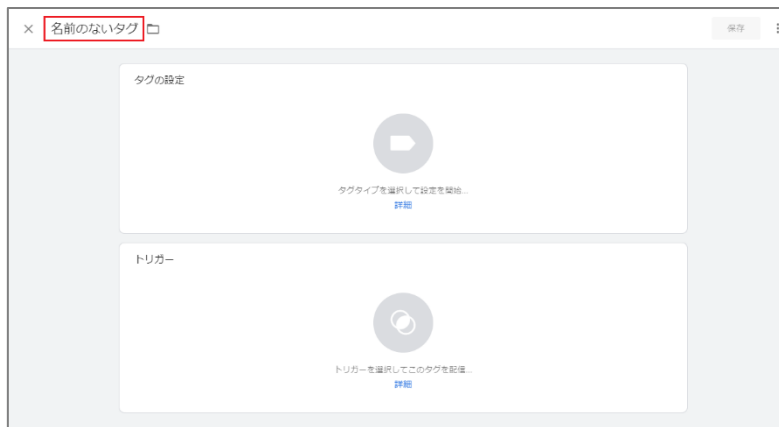 名前のないタグ
保存
タグの設定
タグタイプを選択して設定を開始...
詳細
トリガー
トリガーを選択してこのタグを配信...
詳細